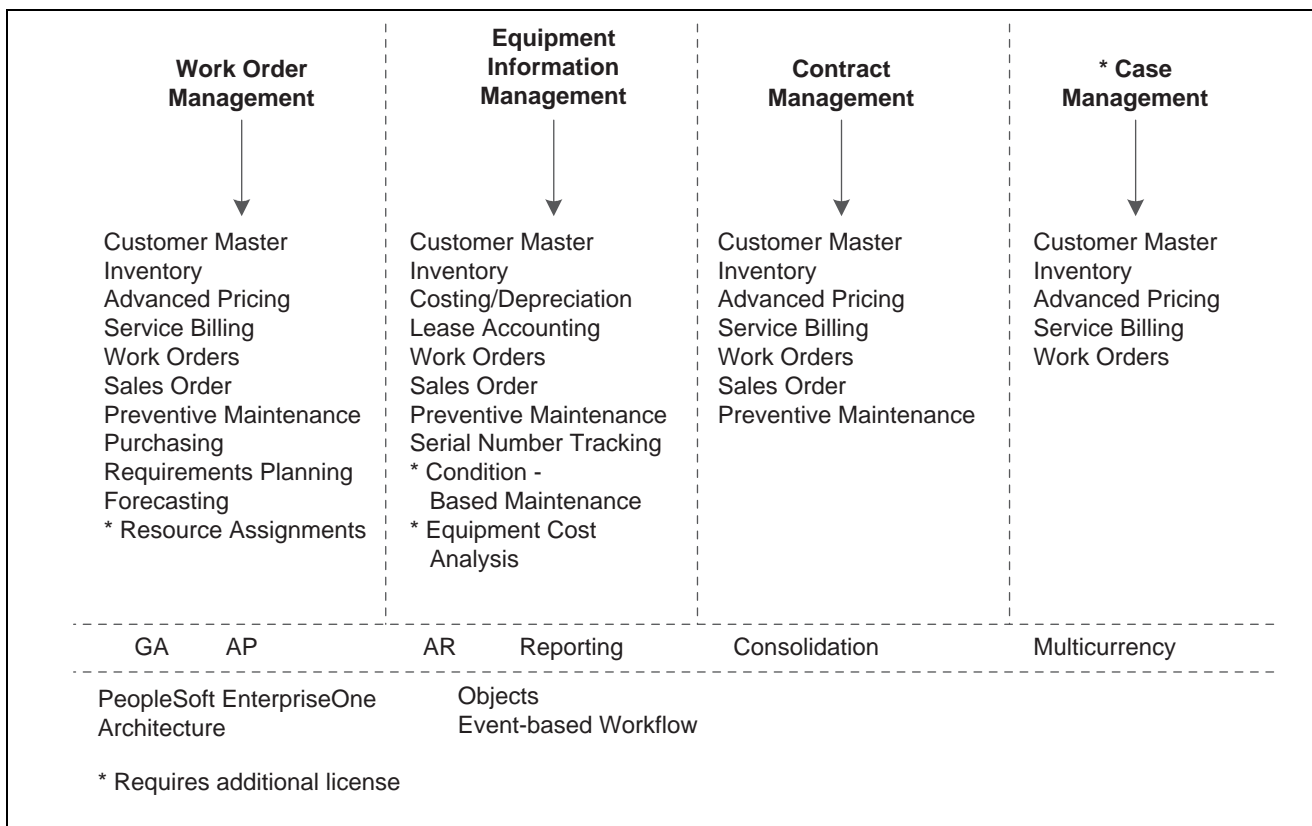 Work Order
Management
Equipment
Information
Management
Contract
Management
* Case
Management
Customer Master
Inventory
Advanced Pricing
Service Billing
Work Orders
Sales Order
Preventive Maintenance
Purchasing
Requirements Planning
Forecasting
* Resource Assignments
Customer Master
Inventory
Costing/Depreciation
Lease Accounting
Work Orders
Sales Order
Preventive Maintenance
Serial Number Tracking
* Condition -
Based Maintenance
* Equipment Cost
Analysis
Customer Master
Inventory
Advanced Pricing
Service Billing
Work Orders
Sales Order
Preventive Maintenance
Customer Master
Inventory
Advanced Pricing
Service Billing
Work Orders
GA AP AR Reporting Consolidation Multicurrency
PeopleSoft EnterpriseOne
Architecture
Objects
Event-based Workflow
* Requires additional license